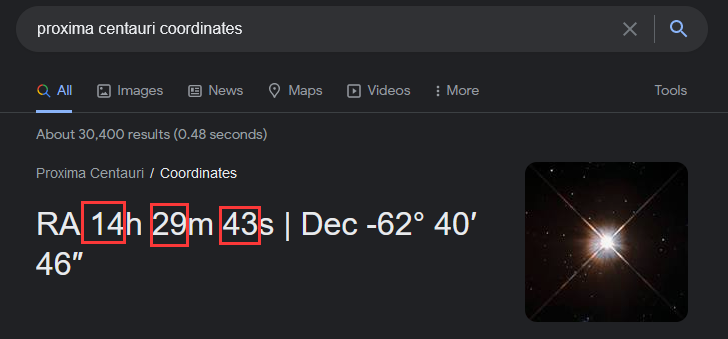 proxima centauri coordinates
All Images News Maps Videos More Tools
About 30,400 results (0.48 seconds)
Proxima Centauri / Coordinates
RA 14h 29m 43s | Dec -62° 40′
46″